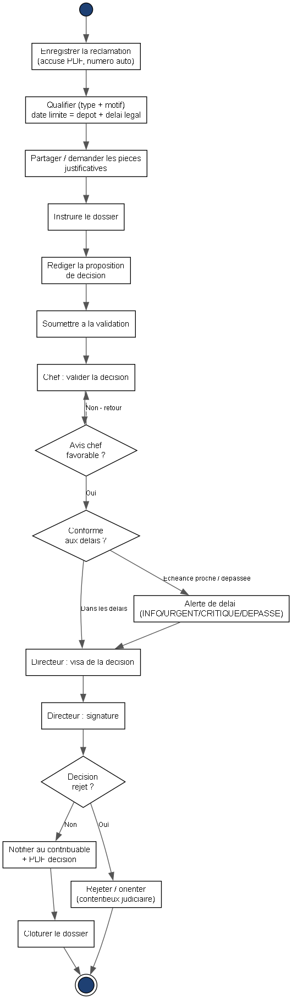 Enregistrer la reclamation
(accuse PDF, numero auto)
Qualifier (type + motif)
date limite = depot + delai legal
Partager / demander les pieces
justificatives
Instruire le dossier
Rediger la proposition
de decision
Soumettre a la validation
Chef : valider la decision
Non - retour
Avis chef
favorable ?
Oui
Conforme
aux delais ?
Echeance proche / depassee
Dans les delais
Alerte de delai
(INFO/URGENT/CRITIQUE/DEPASSE)
Directeur : visa de la decision
Directeur : signature
Decision
rejet ?
Non
Oui
Notifier au contribuable
+ PDF decision
Rejeter / orienter
(contentieux judiciaire)
Cloturer le dossier